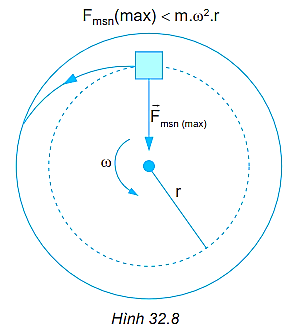 Fmsn(max) < m.ω².r
F⃗msn (max)
ω
r
Hình 32.8